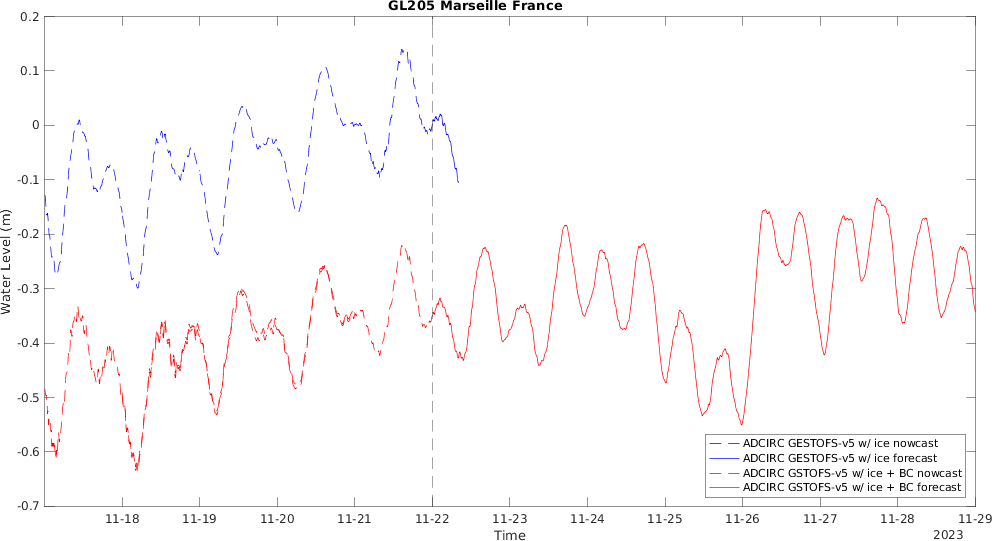 GL205 Marseille France
0.2
0.1
0
-0.1
-0.2
-0.3
-0.4
-0.5
-0.6
-0.7
Water Level (m)
ADCIRC GESTOFS-v5 w/ ice nowcast
ADCIRC GESTOFS-v5 w/ ice forecast
ADCIRC GSTOFS-v5 w/ ice + BC nowcast
ADCIRC GSTOFS-v5 w/ ice + BC forecast
11-18 11-19 11-20 11-21 11-22 11-23 11-24 11-25 11-26 11-27 11-28 11-29
Time
2023